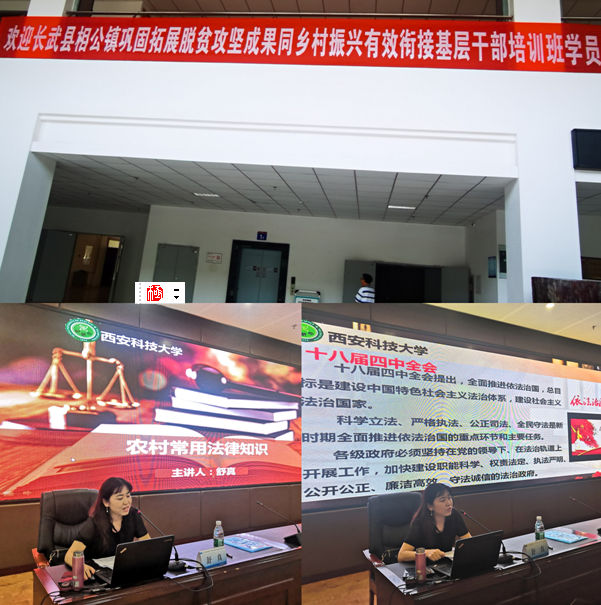 欢迎长武县相公镇巩固拓展脱贫攻坚成果同乡村振兴有效衔接基层干部培训班学员
西安科技大学
农村常用法律知识
主讲人：舒真
舒真
西安科技大学
十八届四中全会
十八届四中全会提出，全面推进依法治国，总目
标是建设中国特色社会主义法治体系，建设社会主义
法治国家。
科学立法、严格执法、公正司法、全民守法是新
时期全面推进依法治国的重点环节和主要任务。
各级政府必须坚持在党的领导下、在法治轨道上
开展工作，加快建设职能科学、权责法定、执法严明、
公开公正、廉洁高效、守法诚信的法治政府。
依法治
舒真